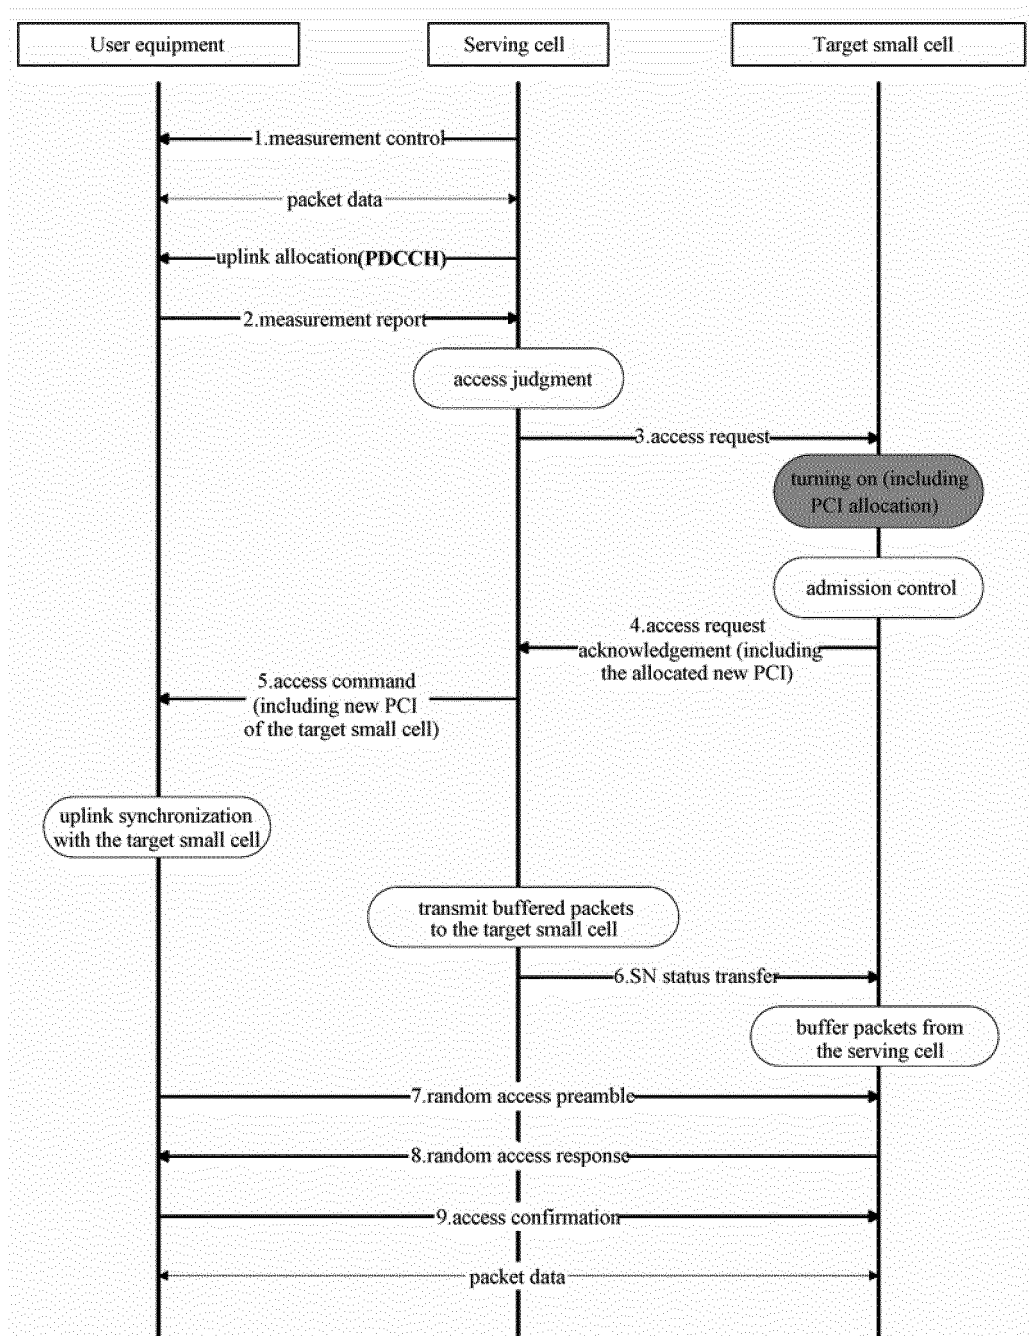 User equipment
Serving cell
Target small cell
1.measurement control
packet data
uplink allocation(PDCCH)
2.measurement report
access judgment
3.access request
turning on (including
PCI allocation)
admission control
4.access request
acknowledgement (including
the allocated new PCI)
5.access command
(including new PCI
of the target small cell)
uplink synchronization
with the target small cell
transmit buffered packets
to the target small cell
6.SN status transfer
buffer packets from
the serving cell
7.random access preamble
8.random access response
9.access confirmation
packet data